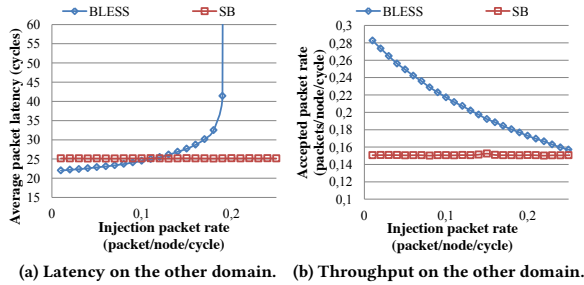 BLESS SB
Average packet latency (cycles)
60
55
50
45
40
35
30
25
20
15
0 0,1 0,2
Injection packet rate
(packet/node/cycle)
(a) Latency on the other domain.
BLESS SB
Accepted packet rate
(packets/node/cycle)
0,3
0,28
0,26
0,24
0,22
0,2
0,18
0,16
0,14
0,12
0,1
0 0,1 0,2
Injection packet rate
(packet/node/cycle)
(b) Throughput on the other domain.